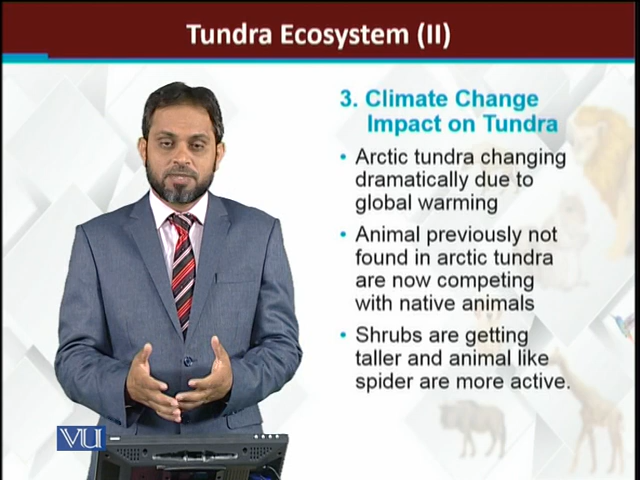 Tundra Ecosystem (II)
3. Climate Change
Impact on Tundra
• Arctic tundra changing
dramatically due to
global warming
• Animal previously not
found in arctic tundra
are now competing
with native animals
• Shrubs are getting
taller and animal like
spider are more active.
VU